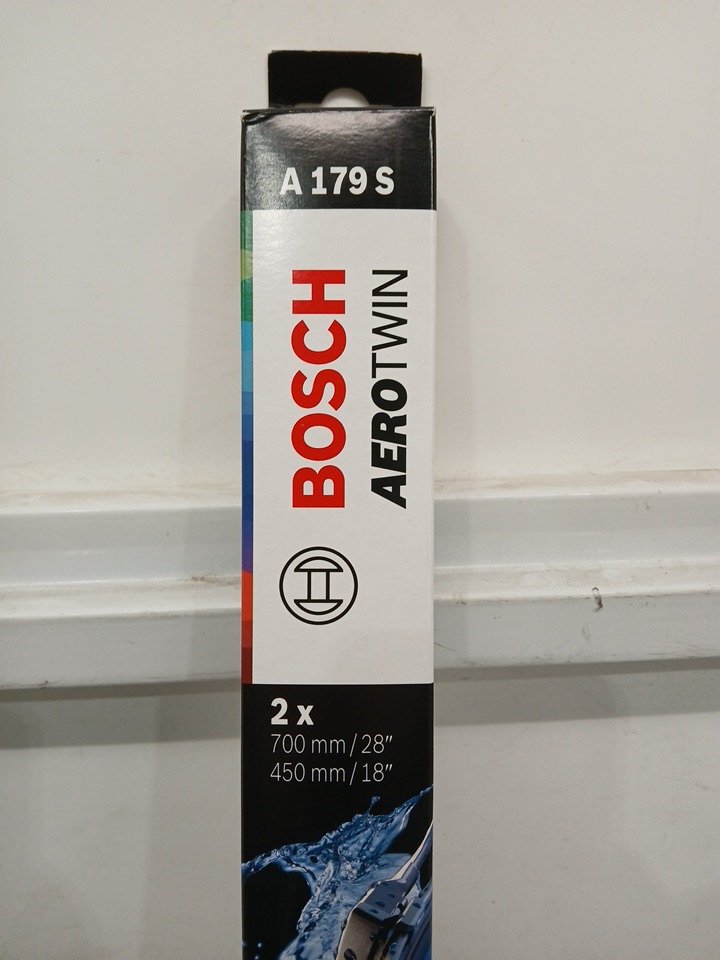 A 179 S
BOSCH
AEROTWIN
2 x
700 mm / 28″
450 mm / 18″